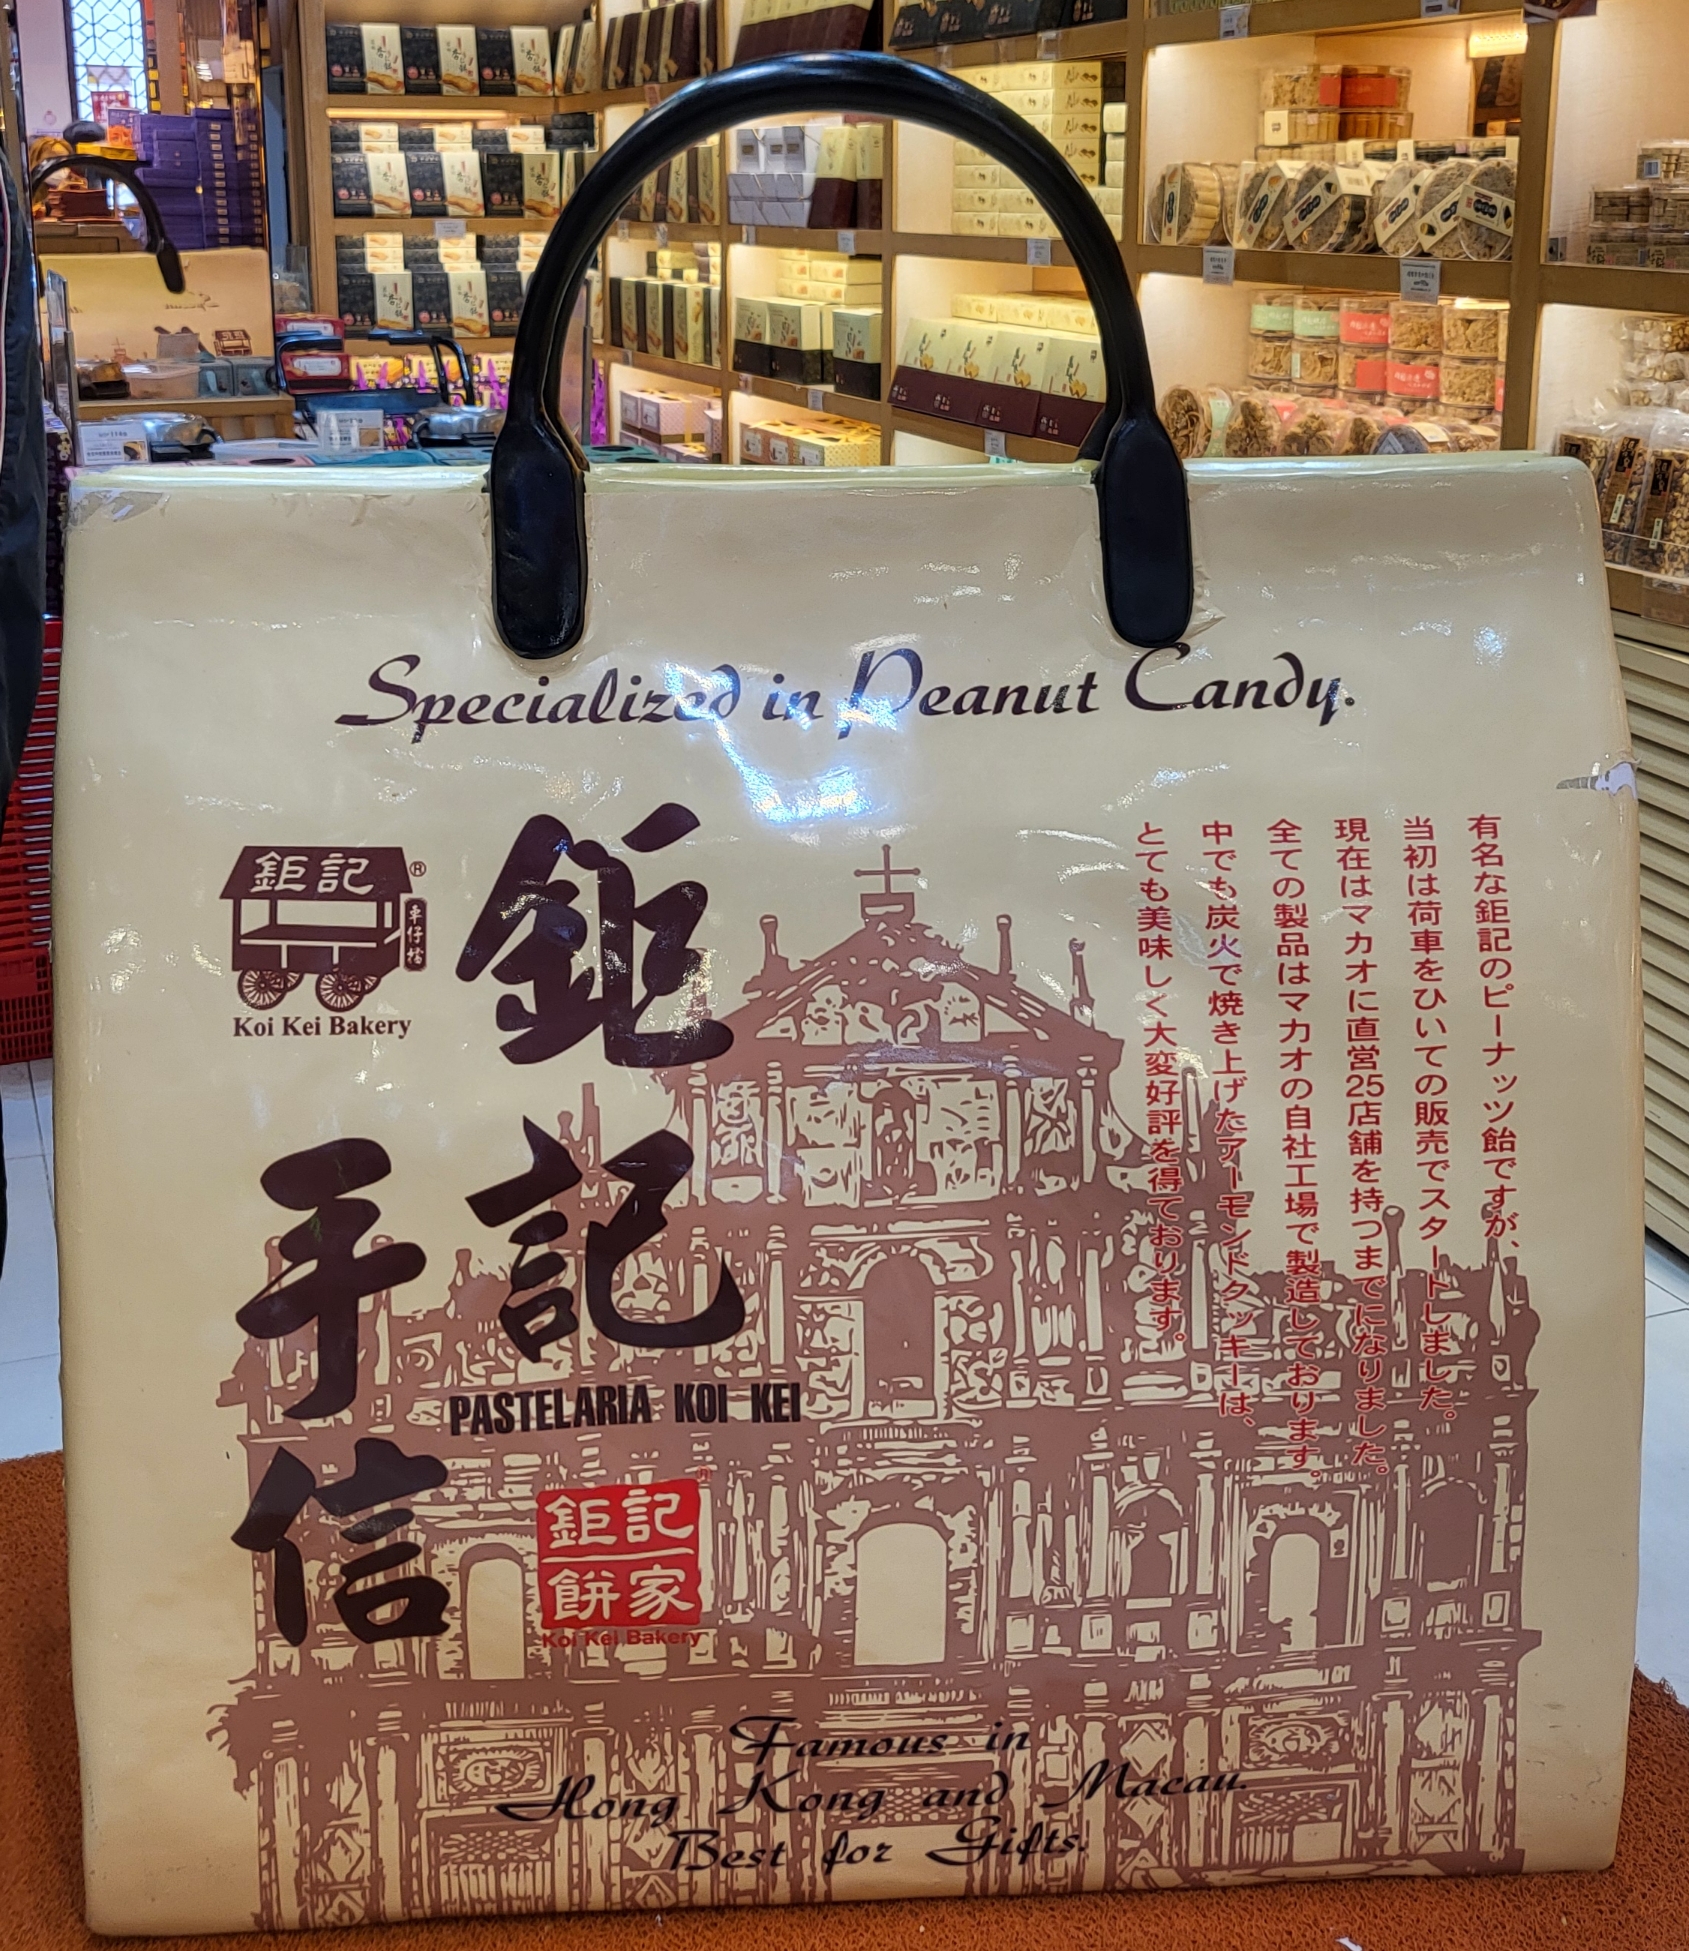 Specialized in Peanut Candy.
鉅記
®
車仔檔
Koi Kei Bakery
鉅記
手信
PASTELARIA KOI KEI
鉅記
餅家
®
Koi Kei Bakery
有名な鉅記のピーナッツ飴ですが、
当初は荷車をひいての販売でスタートしました。
現在はマカオに直営25店舗を持つまでになりました。
全ての製品はマカオの自社工場で製造しております。
中でも炭火で焼き上げたアーモンドクッキーは、
とても美味しく大変好評を得ております。
Famous in
Hong Kong and Macau.
Best for Gifts.